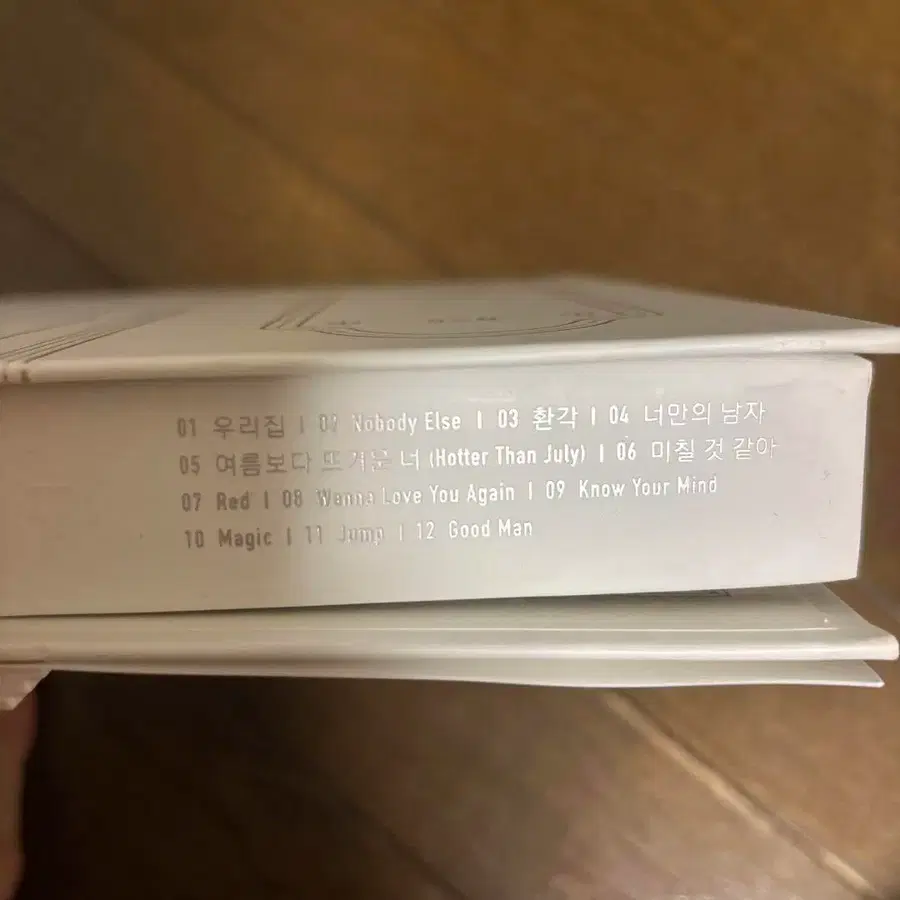 01 우리집 | 02 Nobody Else | 03 환각 | 04 너만의 남자
05 여름보다 뜨거운 너 (Hotter Than July) | 06 미칠 것 같아
07 Red | 08 Wanna Love You Again | 09 Know Your Mind
10 Magic | 11 Jump | 12 Good Man